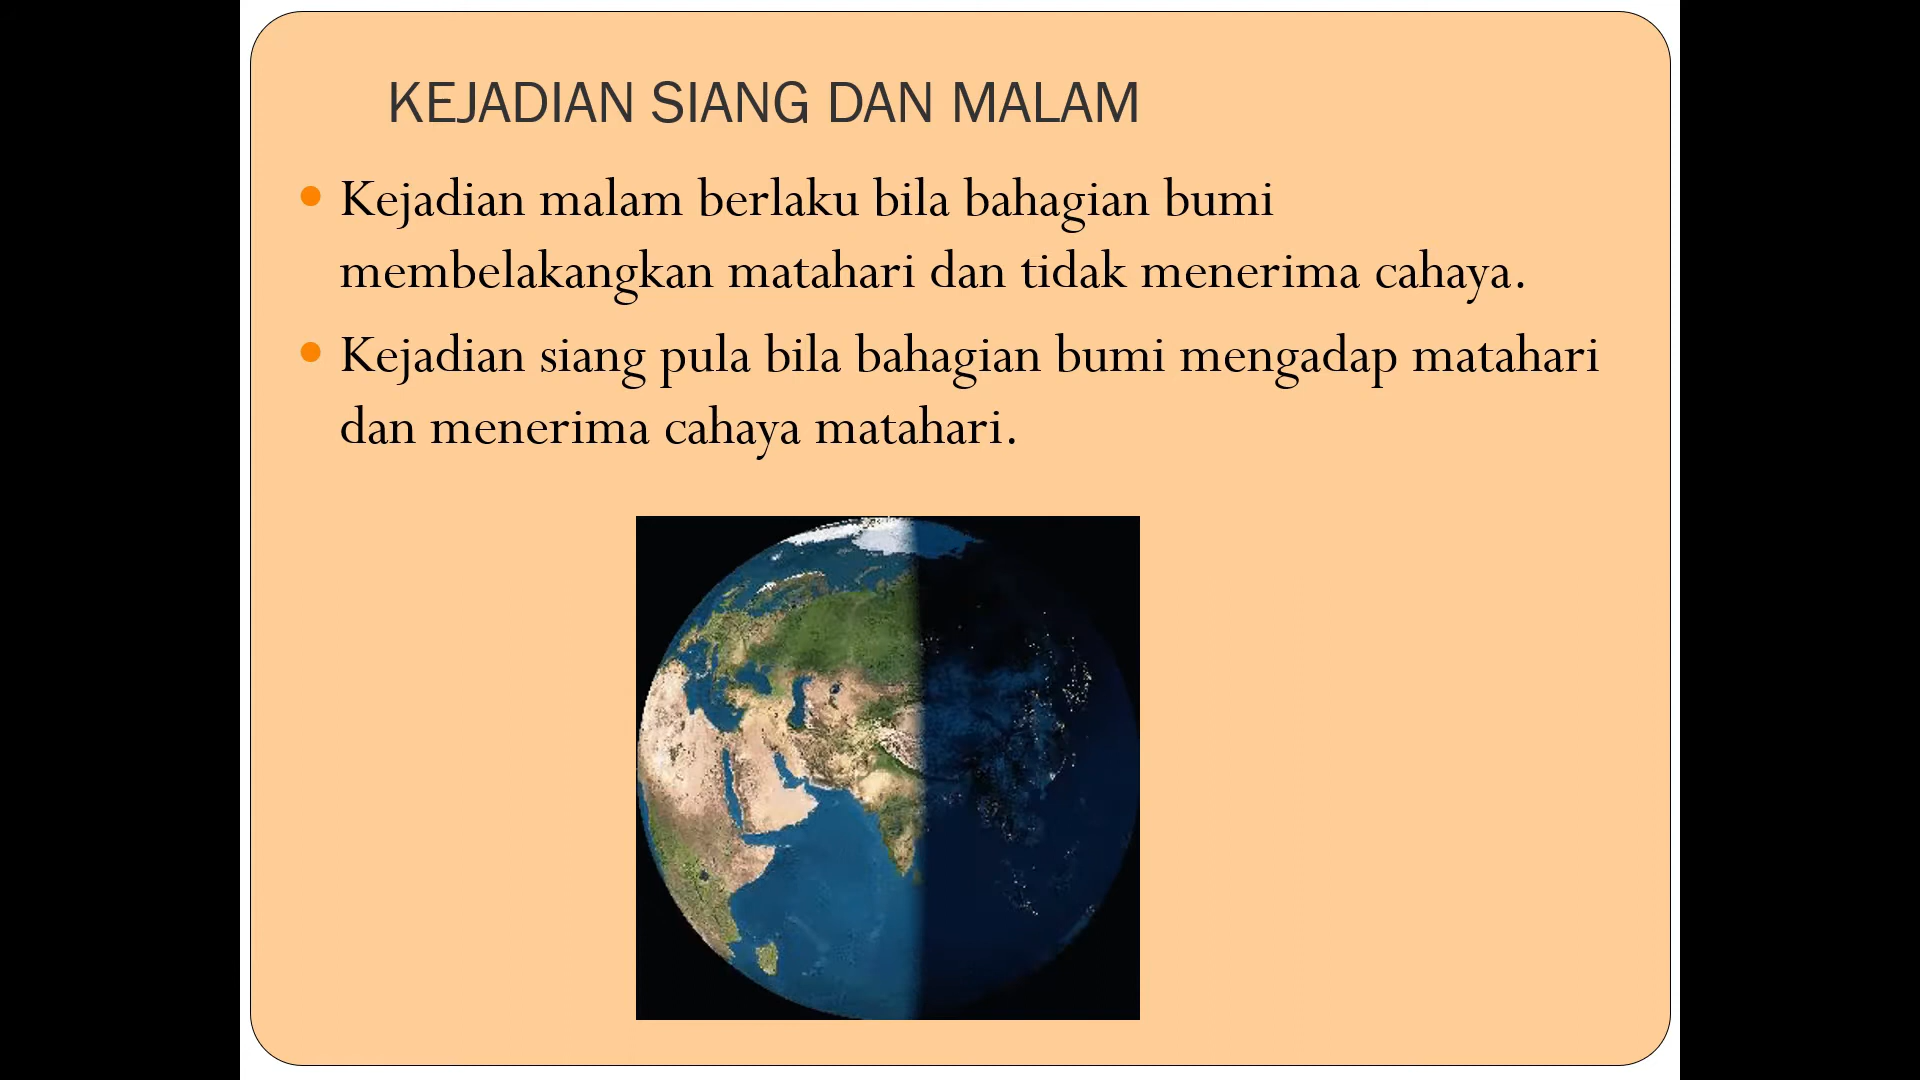 KEJADIAN SIANG DAN MALAM
Kejadian malam berlaku bila bahagian bumi
membelakangkan matahari dan tidak menerima cahaya.
Kejadian siang pula bila bahagian bumi mengadap matahari
dan menerima cahaya matahari.